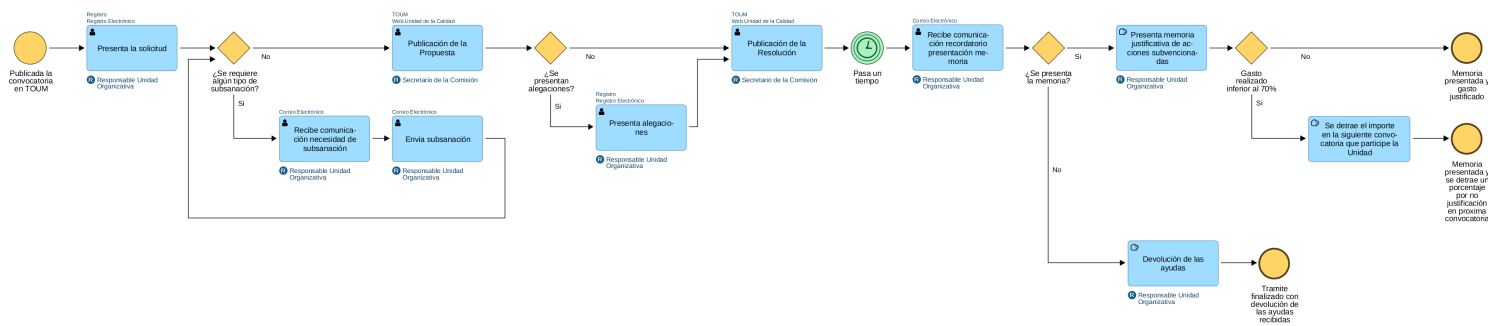 Publicada la
convocatoria
en TOUM
Registro
Registro Electrónico
Presenta la solicitud
R Responsable Unidad
Organizativa
¿Se requiere
algún tipo de
subsanación?
No
Si
Correo Electrónico
Recibe comunica-
ción necesidad de
subsanación
R Responsable Unidad
Organizativa
Correo Electrónico
Envia subsanación
R Responsable Unidad
Organizativa
TOUM
Web Unidad de la Calidad
Publicación de la
Propuesta
R Secretario de la Comisión
¿Se
presentan
alegaciones?
No
Si
Registro
Registro Electrónico
Presenta alegacio-
nes
R Responsable Unidad
Organizativa
TOUM
Web Unidad de la Calidad
Publicación de la
Resolución
R Secretario de la Comisión
Pasa un
tiempo
Correo Electrónico
Recibe comuni-
cación recordatorio
presentación me-
moria
R Responsable Unidad
Organizativa
¿Se presenta
la memoria?
Si
No
Presenta memoria
justificativa de ac-
ciones subvenciona-
das
R Responsable Unidad
Organizativa
Gasto
realizado
inferior al 70%
No
Si
Memoria
presentada y
gasto
justificado
Se detrae el importe
en la siguiente convo-
catoria que participe la
Unidad
Memoria
presentada y
se detrae un
porcentaje
por no
justificación
en proxima
convocatoria
Devolución de las
ayudas
R Responsable Unidad
Organizativa
Tramite
finalizado con
devolución de
las ayudas
recibidas